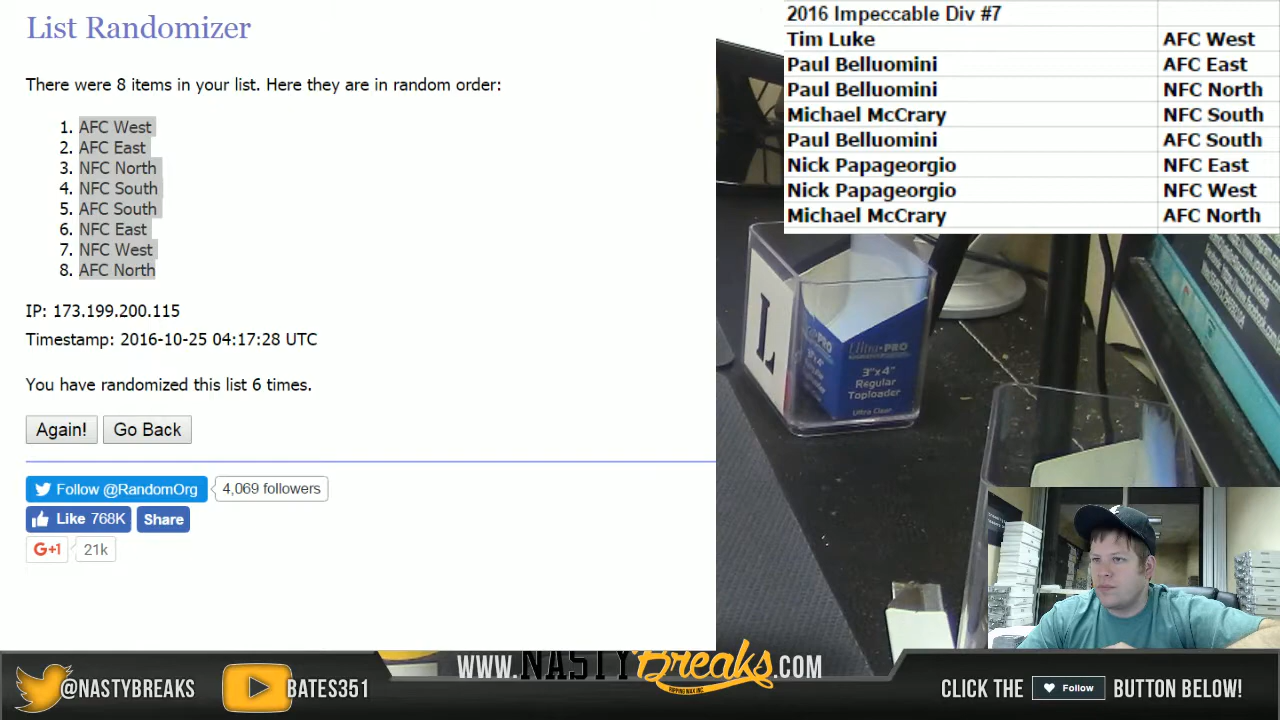 List Randomizer
There were 8 items in your list. Here they are in random order:
1. AFC West
2. AFC East
3. NFC North
4. NFC South
5. AFC South
6. NFC East
7. NFC West
8. AFC North
IP: 173.199.200.115
Timestamp: 2016-10-25 04:17:28 UTC
You have randomized this list 6 times.
Again! Go Back
Follow @RandomOrg 4,069 followers
Like 768K Share
G+1 21k
2016 Impeccable Div #7
Tim Luke AFC West
Paul Belluomini AFC East
Paul Belluomini NFC North
Michael McCrary NFC South
Paul Belluomini AFC South
Nick Papageorgio NFC East
Nick Papageorgio NFC West
Michael McCrary AFC North
L
Ultra PRO
3"x4"
Regular
Toploader
Ultra Clear
@NASTYBREAKS
BATES351
WWW.NASTYBreaks.COM
RIPPING WAX INC.
CLICK THE Follow BUTTON BELOW!